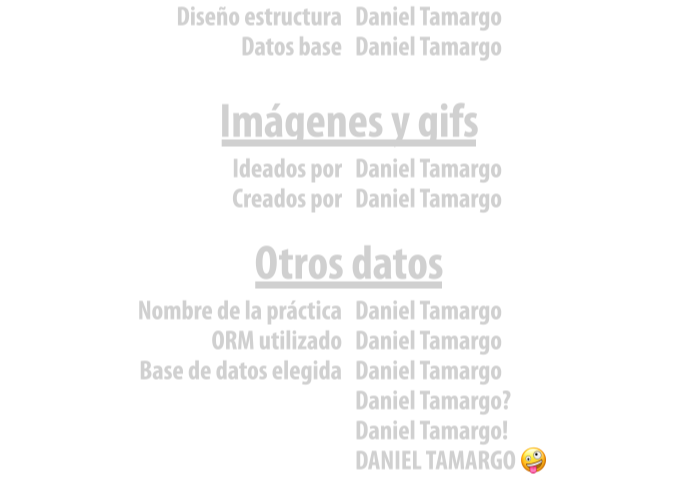 Diseño estructura Daniel Tamargo
Datos base Daniel Tamargo
Imágenes y gifs
Ideados por Daniel Tamargo
Creados por Daniel Tamargo
Otros datos
Nombre de la práctica Daniel Tamargo
ORM utilizado Daniel Tamargo
Base de datos elegida Daniel Tamargo
Daniel Tamargo?
Daniel Tamargo!
DANIEL TAMARGO 🤪